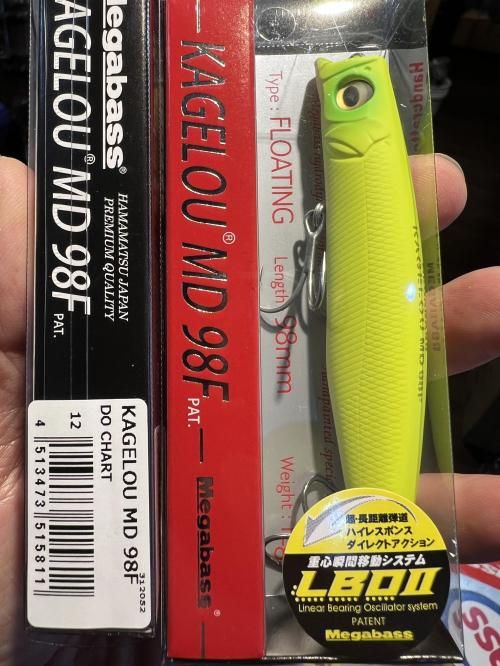 Megabass
KAGELOU® MD 98F
PAT.
HAMAMATSU JAPAN
PREMIUM QUALITY
KAGELOU MD 98F
DO CHART
12
312052
4 513473 515811
KAGELOU® MD 98F
PAT.
Megabass®
Type : FLOATING
Length : 98mm
Weight :
超・長距離弾道
ハイレスポンス
ダイレクトアクション
重心瞬間移動システム
LBOII
Linear Bearing Oscillator system
PATENT
Megabass